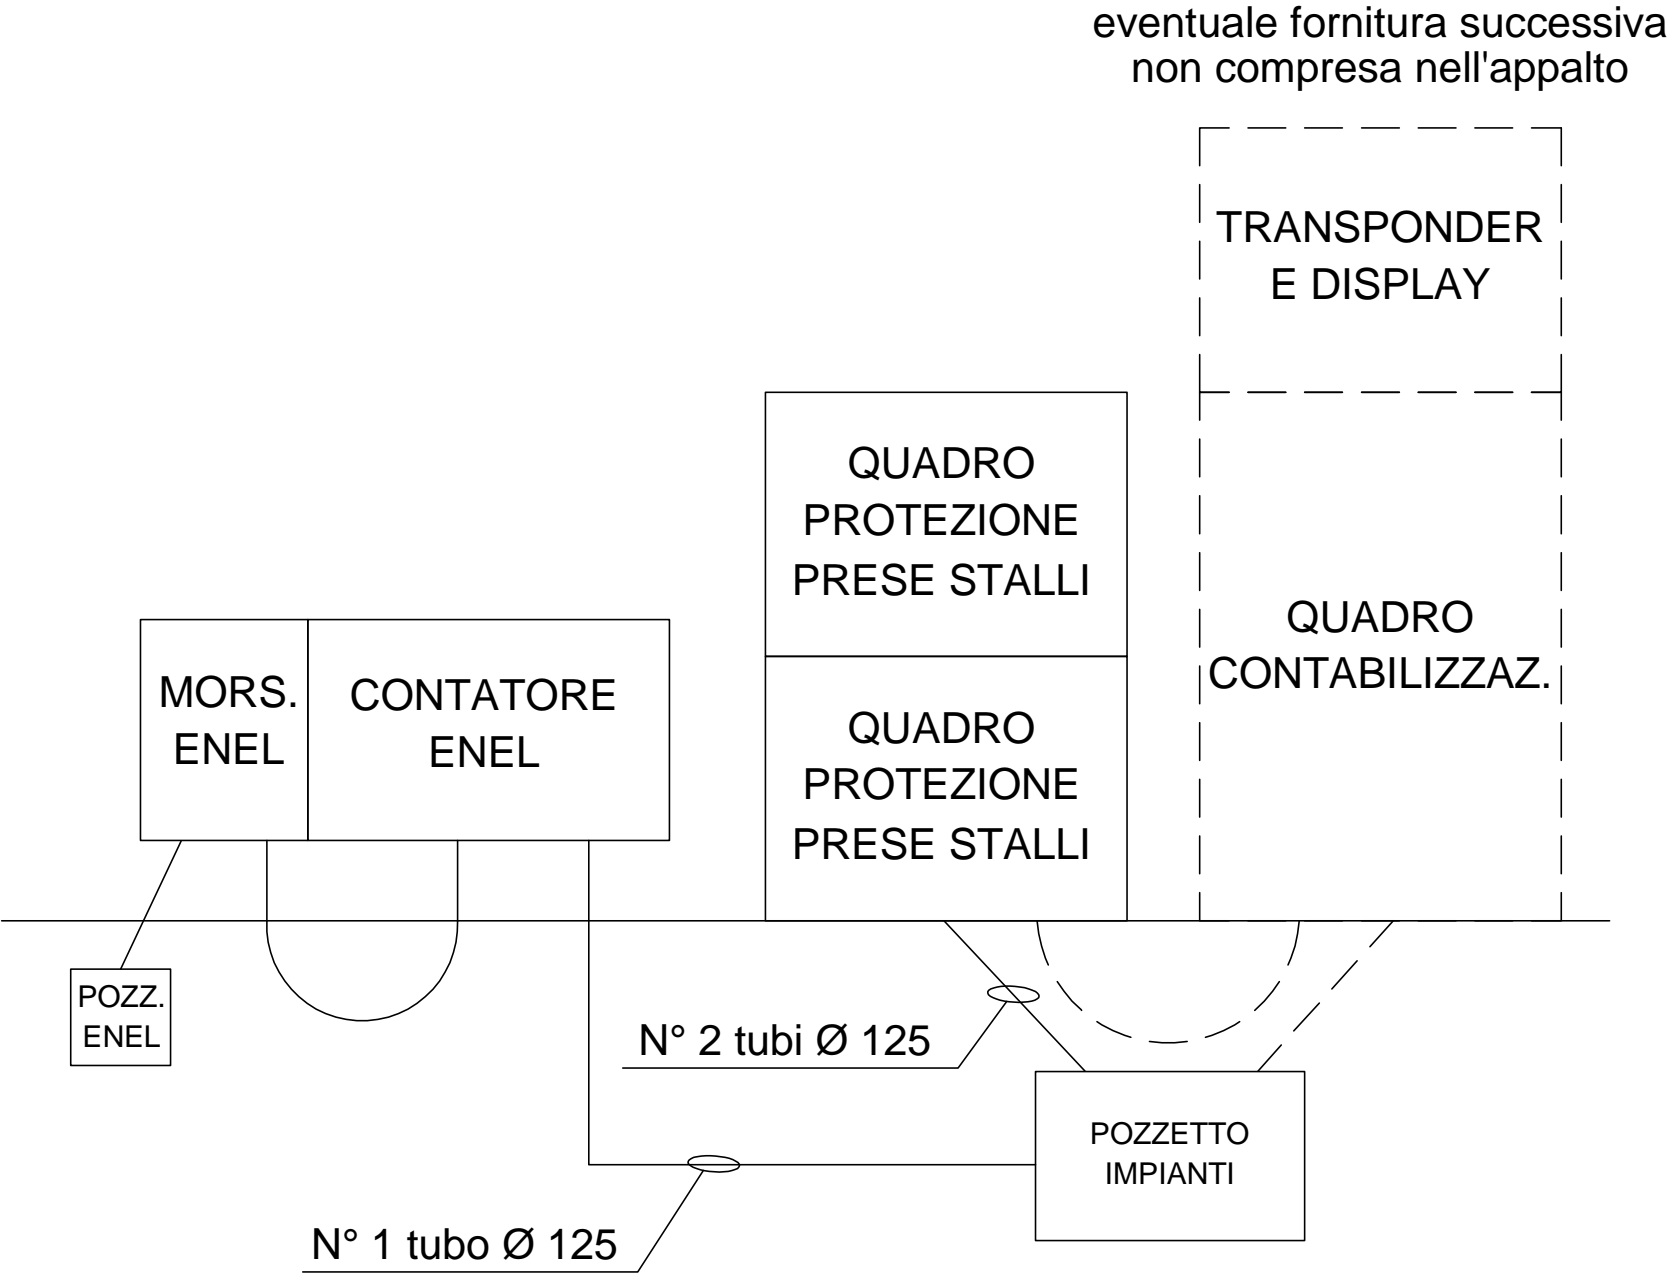 eventuale fornitura successiva
non compresa nell'appalto
TRANSPONDER
E DISPLAY
QUADRO
PROTEZIONE
PRESE STALLI
QUADRO
CONTABILIZZAZ.
MORS.
ENEL
CONTATORE
ENEL
QUADRO
PROTEZIONE
PRESE STALLI
POZZ.
ENEL
N° 2 tubi Ø 125
POZZETTO
IMPIANTI
N° 1 tubo Ø 125